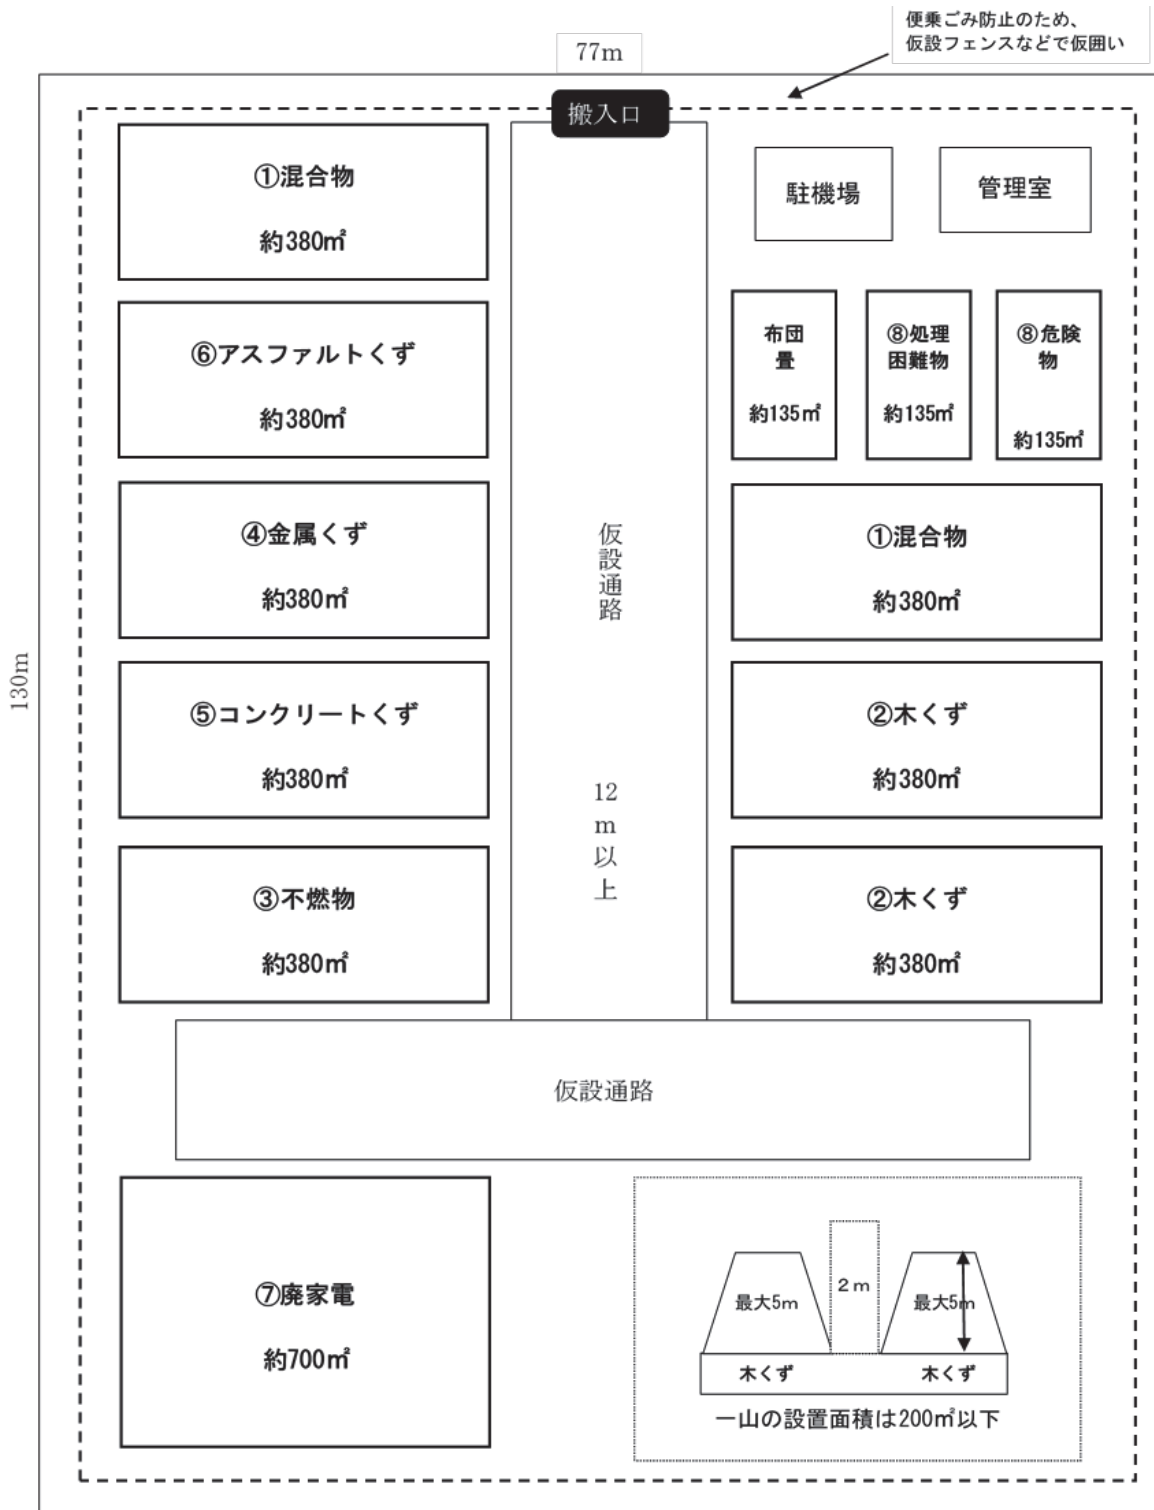 便乗ごみ防止のため、
仮設フェンスなどで仮囲い
77m
搬入口
①混合物
約380㎡
駐機場
管理室
⑥アスファルトくず
約380㎡
布団
畳
約135㎡
⑧処理
困難物
約135㎡
⑧危険
物
約135㎡
④金属くず
約380㎡
仮設通路
①混合物
約380㎡
130m
⑤コンクリートくず
約380㎡
12m以上
②木くず
約380㎡
③不燃物
約380㎡
②木くず
約380㎡
仮設通路
⑦廃家電
約700㎡
最大5m
2m
最大5m
木くず
木くず
一山の設置面積は200㎡以下